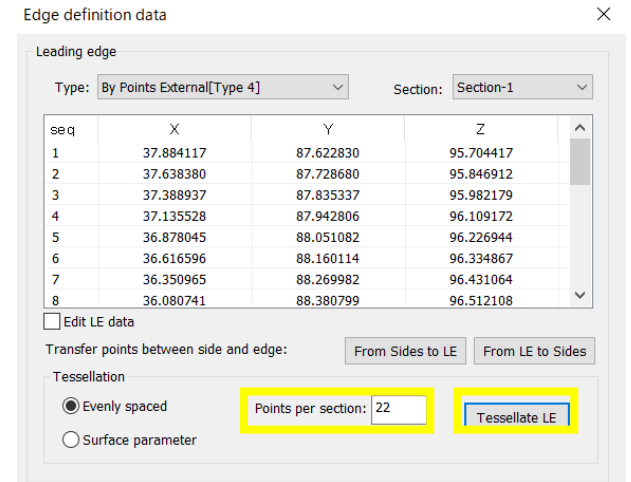 Edge definition data
Leading edge
Type: By Points External[Type 4] Section: Section-1
seq X Y Z
1 37.884117 87.622830 95.704417
2 37.638380 87.728680 95.846912
3 37.388937 87.835337 95.982179
4 37.135528 87.942806 96.109172
5 36.878045 88.051082 96.226944
6 36.616596 88.160114 96.334867
7 36.350965 88.269982 96.431064
8 36.080741 88.380799 96.512108
Edit LE data
Transfer points between side and edge: From Sides to LE From LE to Sides
Tessellation
Evenly spaced Points per section: 22 Tessellate LE
Surface parameter